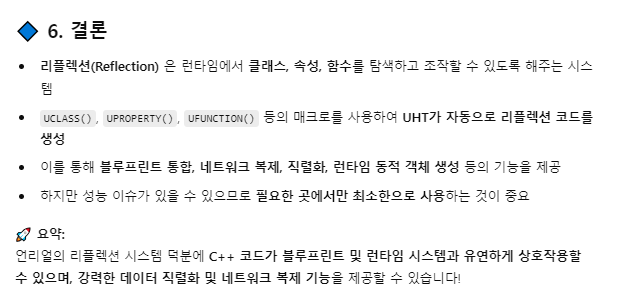 6. 결론
리플렉션(Reflection) 은 런타임에서 클래스, 속성, 함수를 탐색하고 조작할 수 있도록 해주는 시스
템
UCLASS(), UPROPERTY(), UFUNCTION() 등의 매크로를 사용하여 UHT가 자동으로 리플렉션 코드를
생성
이를 통해 블루프린트 통합, 네트워크 복제, 직렬화, 런타임 동적 객체 생성 등의 기능을 제공
하지만 성능 이슈가 있을 수 있으므로 필요한 곳에서만 최소한으로 사용하는 것이 중요
요약:
언리얼의 리플렉션 시스템 덕분에 C++ 코드가 블루프린트 및 런타임 시스템과 유연하게 상호작용할
수 있으며, 강력한 데이터 직렬화 및 네트워크 복제 기능을 제공할 수 있습니다!